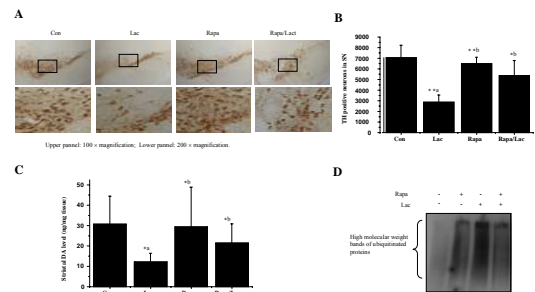 A
Con Lac Rapa Rapa/Lact
Upper pannel: 100 × magnification; Lower pannel: 200 × magnification.
B
TH positive neurons in SN
9000
8000
7000
6000
5000
4000
3000
2000
1000
0
**a
**b
*b
Con Lac Rapa Rapa/Lac
C
Striatal DA level (ng/mg tissue)
50
40
30
20
10
0
*a
*b
*b
D
Rapa - + - +
Lac - - + +
High molecular weight
bands of ubiquitinated
proteins